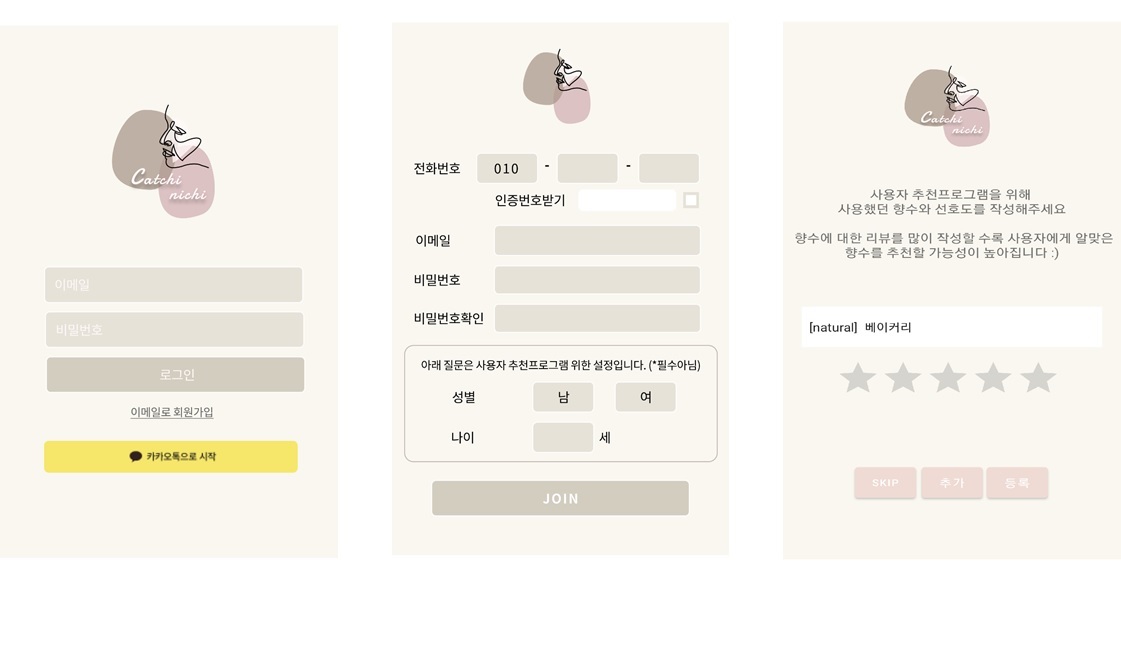 Catchi
nichi
이메일
비밀번호
로그인
이메일로 회원가입
카카오톡으로 시작
전화번호 010 - -
인증번호받기
이메일
비밀번호
비밀번호확인
아래 질문은 사용자 추천프로그램 위한 설정입니다. (*필수아님)
성별 남 여
나이 세
JOIN
Catchi
nichi
사용자 추천프로그램을 위해
사용했던 향수와 선호도를 작성해주세요
향수에 대한 리뷰를 많이 작성할 수록 사용자에게 알맞은
향수를 추천할 가능성이 높아집니다 :)
[natural] 베이커리
SKIP 추가 등록